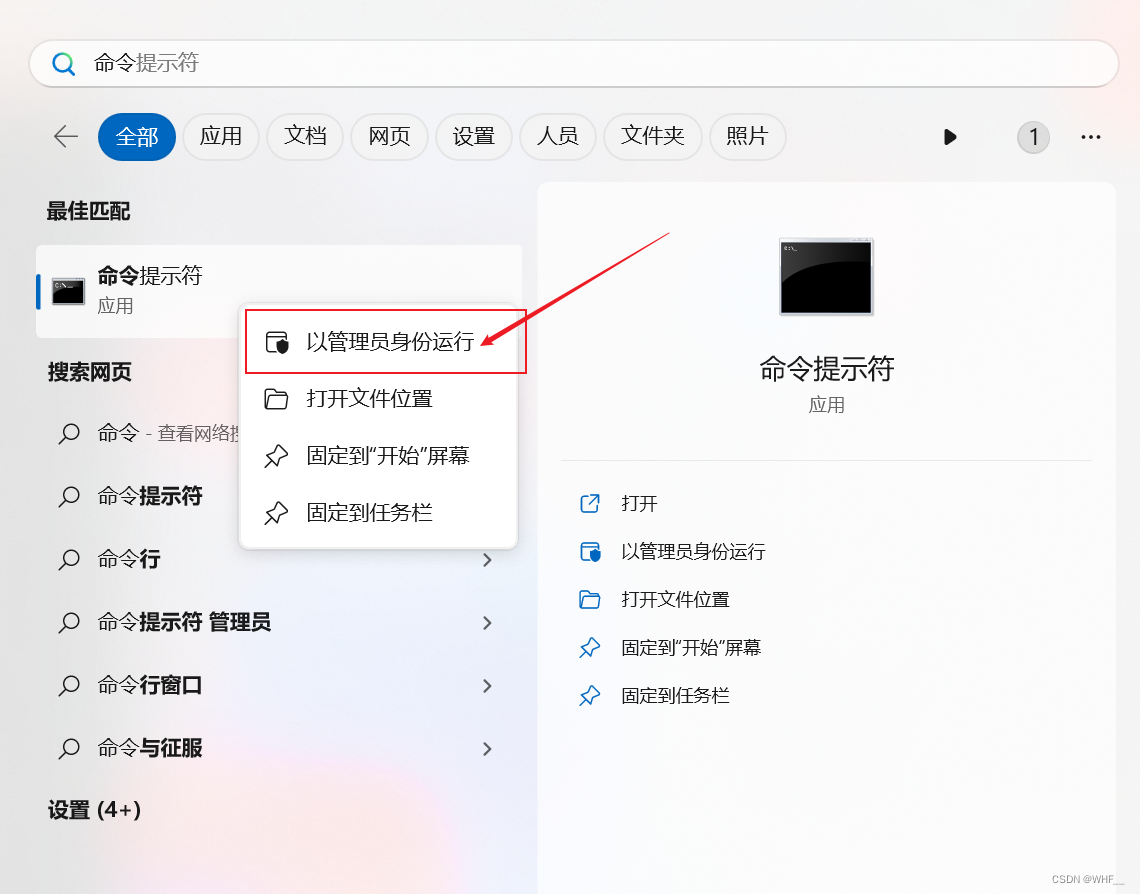 命令提示符
全部
应用
文档
网页
设置
人员
文件夹
照片
1
最佳匹配
命令提示符
应用
以管理员身份运行
打开文件位置
固定到“开始”屏幕
固定到任务栏
搜索网页
命令 - 查看网络
命令提示符
命令行
命令提示符 管理员
命令行窗口
命令与征服
设置 (4+)
命令提示符
应用
打开
以管理员身份运行
打开文件位置
固定到“开始”屏幕
固定到任务栏
CSDN @WHF__